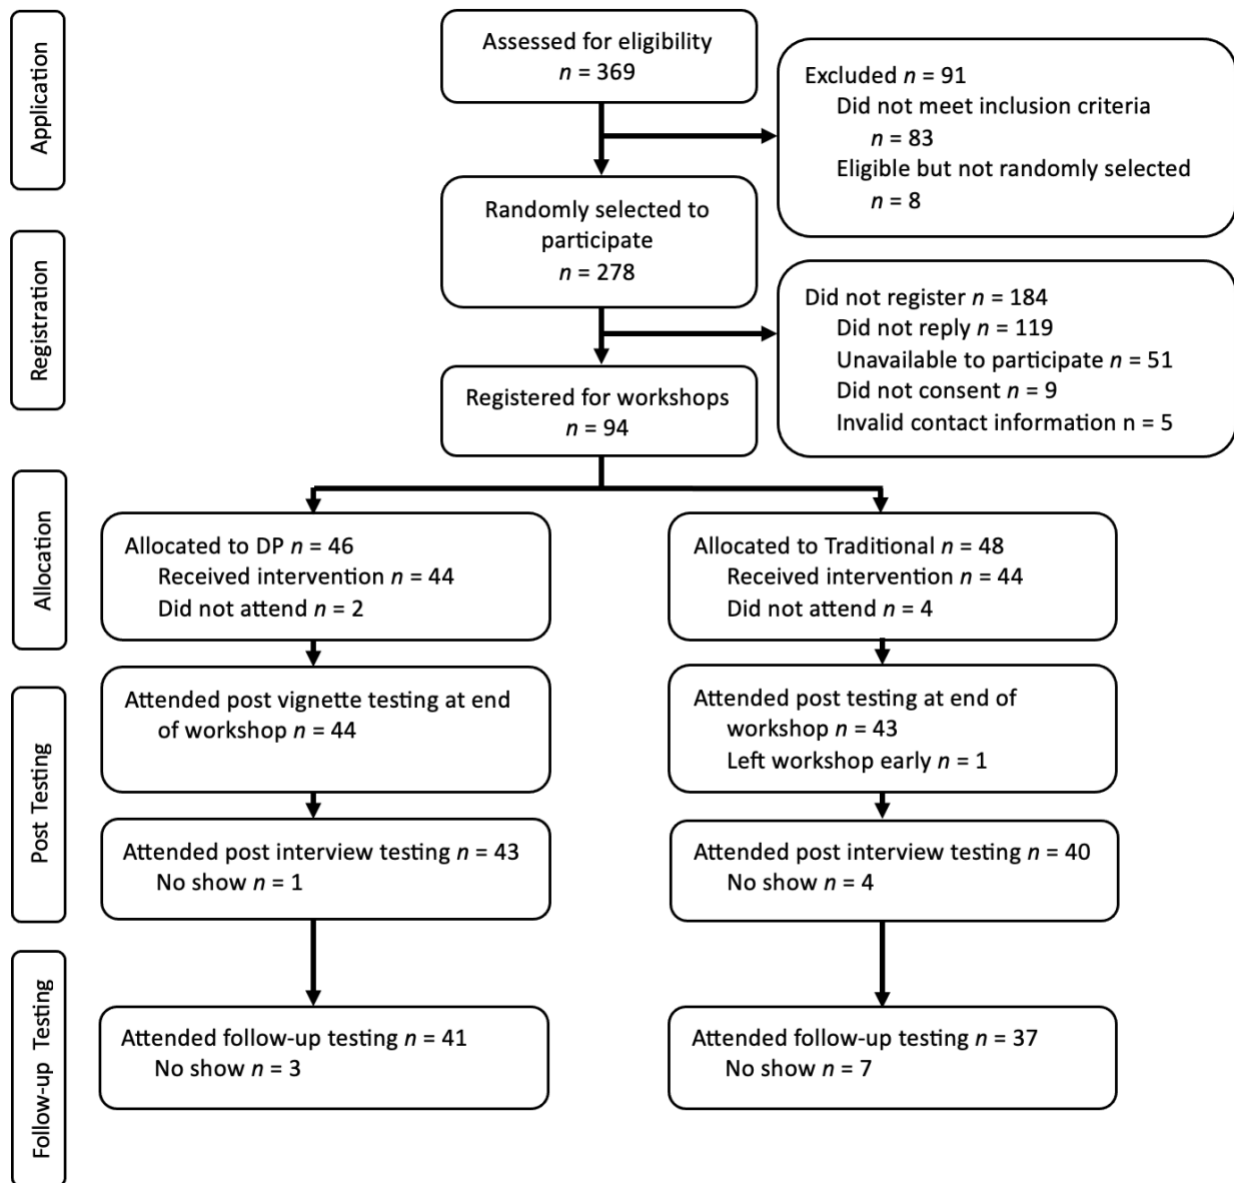 Application
Assessed for eligibility
n = 369
Excluded n = 91
Did not meet inclusion criteria
n = 83
Eligible but not randomly selected
n = 8
Randomly selected to
participate
n = 278
Registration
Did not register n = 184
Did not reply n = 119
Unavailable to participate n = 51
Did not consent n = 9
Invalid contact information n = 5
Registered for workshops
n = 94
Allocation
Allocated to DP n = 46
Received intervention n = 44
Did not attend n = 2
Allocated to Traditional n = 48
Received intervention n = 44
Did not attend n = 4
Post Testing
Attended post vignette testing at end
of workshop n = 44
Attended post testing at end of
workshop n = 43
Left workshop early n = 1
Attended post interview testing n = 43
No show n = 1
Attended post interview testing n = 40
No show n = 4
Follow-up Testing
Attended follow-up testing n = 41
No show n = 3
Attended follow-up testing n = 37
No show n = 7